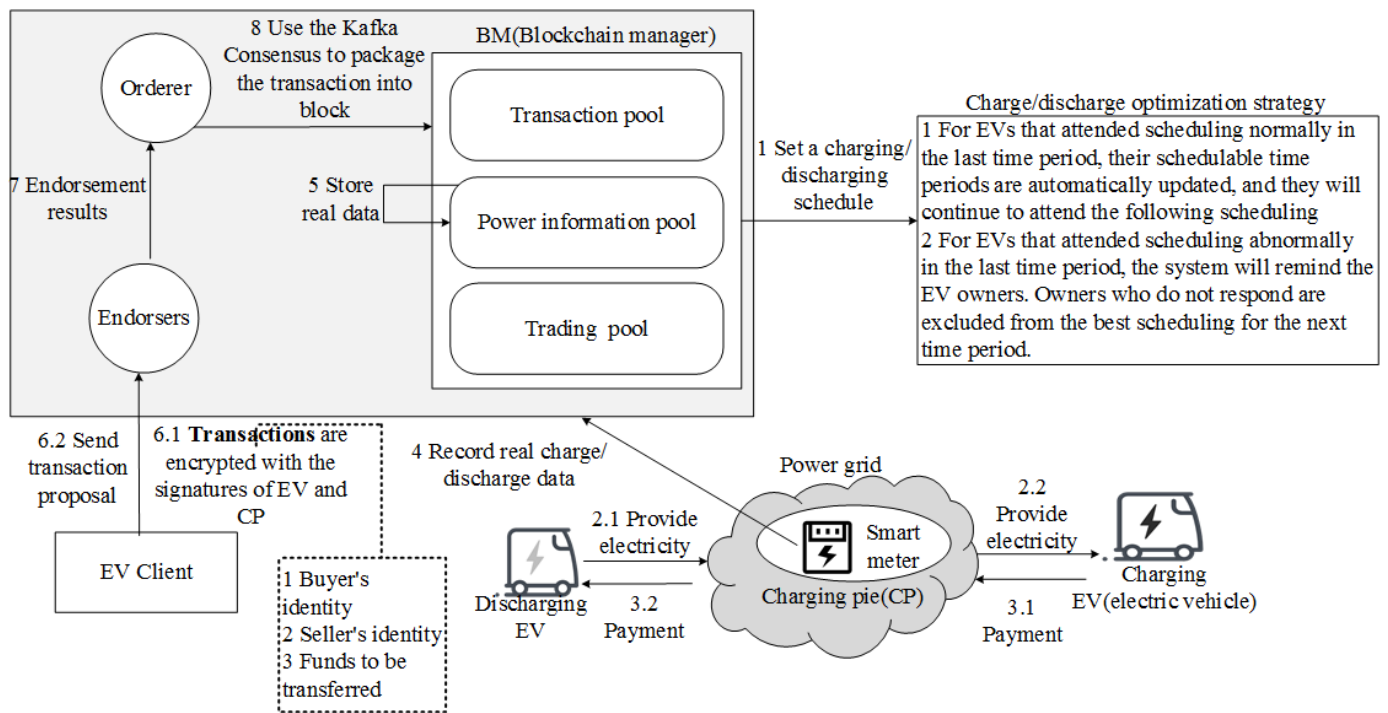 8 Use the Kafka
Consensus to package
the transaction into
block
BM(Blockchain manager)
Orderer
Transaction pool
Charge/discharge optimization strategy
1 For EVs that attended scheduling normally in
the last time period, their schedulable time
periods are automatically updated, and they will
continue to attend the following scheduling
2 For EVs that attended scheduling abnormally
in the last time period, the system will remind the
EV owners. Owners who do not respond are
excluded from the best scheduling for the next
time period.
1 Set a charging/
discharging
schedule
7 Endorsement
results
5 Store
real data
Power information pool
Endorsers
Trading pool
6.2 Send
transaction
proposal
6.1 Transactions are
encrypted with the
signatures of EV and
CP
4 Record real charge/
discharge data
Power grid
2.1 Provide
electricity
Smart
meter
2.2
Provide
electricity
EV Client
1 Buyer's
identity
2 Seller's identity
3 Funds to be
transferred
Discharging
EV
3.2
Payment
Charging pie(CP)
3.1
Payment
Charging
EV(electric vehicle)